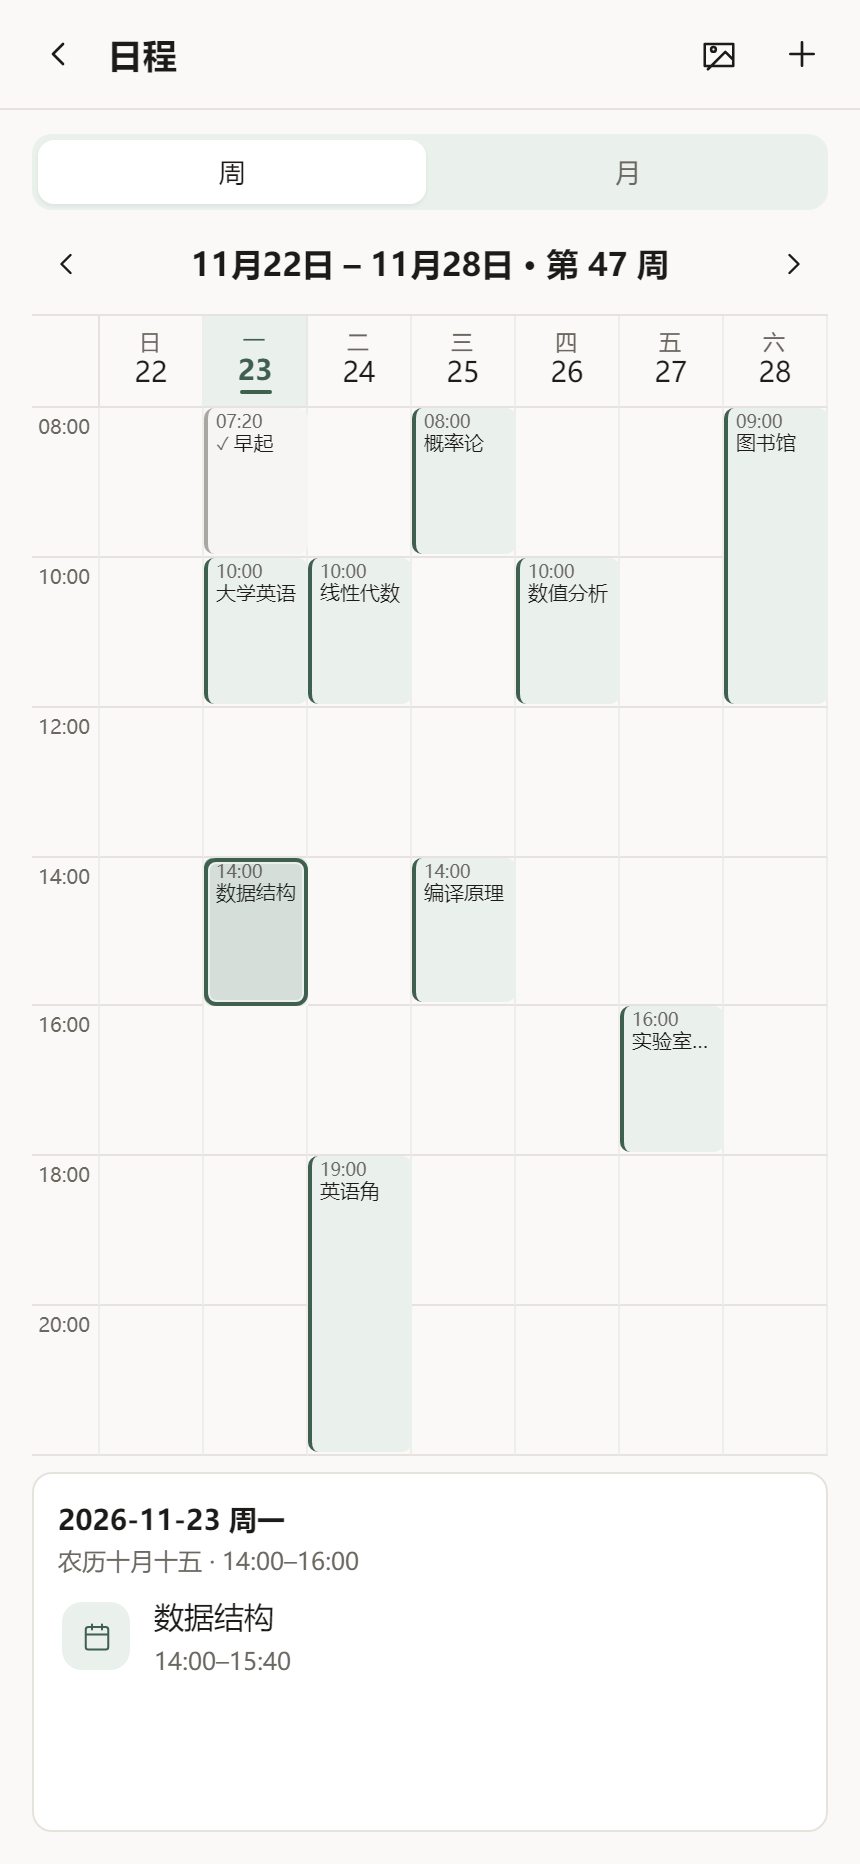 日程
周 月
11月22日 – 11月28日 • 第 47 周
日 一 二 三 四 五 六
22 23 24 25 26 27 28
08:00
07:20
✓ 早起
08:00
概率论
09:00
图书馆
10:00
10:00
大学英语
10:00
线性代数
10:00
数值分析
12:00
14:00
14:00
数据结构
14:00
编译原理
16:00
16:00
实验室...
18:00
19:00
英语角
20:00
2026-11-23 周一
农历十月十五 · 14:00–16:00
数据结构
14:00–15:40